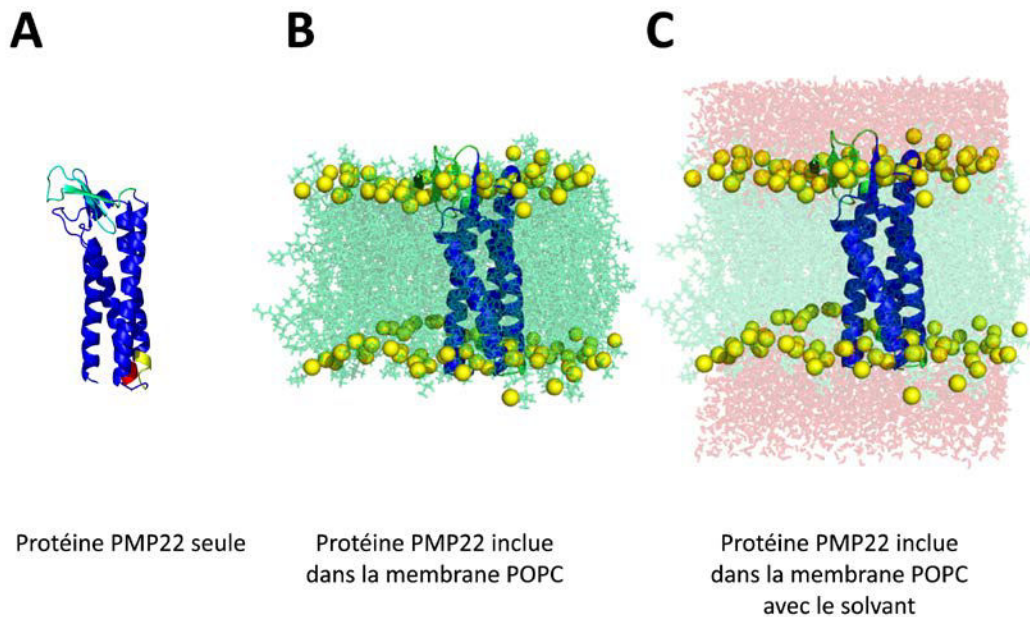 A
B
C
Protéine PMP22 seule
Protéine PMP22 inclue
dans la membrane POPC
Protéine PMP22 inclue
dans la membrane POPC
avec le solvant